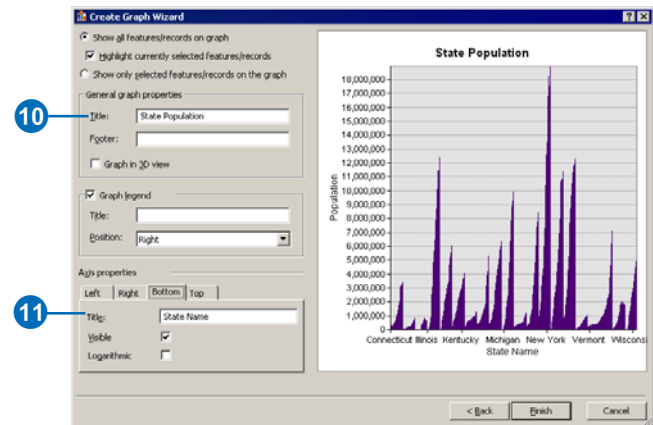 Create Graph Wizard
Show all features/records on graph
Highlight currently selected features/records
Show only selected features/records on the graph
General graph properties
10
Title: State Population
Footer:
Graph in 3D view
Graph legend
Title:
Position: Right
Axis properties
Left Right Bottom Top
11
Title: State Name
Visible
Logarithmic
State Population
Population
18,000,000
17,000,000
16,000,000
15,000,000
14,000,000
13,000,000
12,000,000
11,000,000
10,000,000
9,000,000
8,000,000
7,000,000
6,000,000
5,000,000
4,000,000
3,000,000
2,000,000
1,000,000
0
Connecticut Illinois Kentucky Michigan New York Vermont Wisconsi
State Name
< Back Finish Cancel